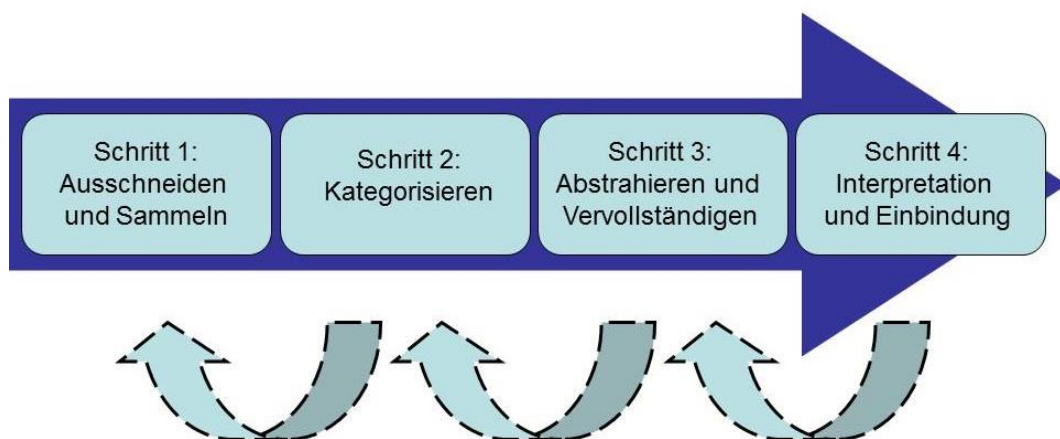 Schritt 1:
Ausschneiden
und Sammeln
Schritt 2:
Kategorisieren
Schritt 3:
Abstrahieren und
Vervollständigen
Schritt 4:
Interpretation
und Einbindung